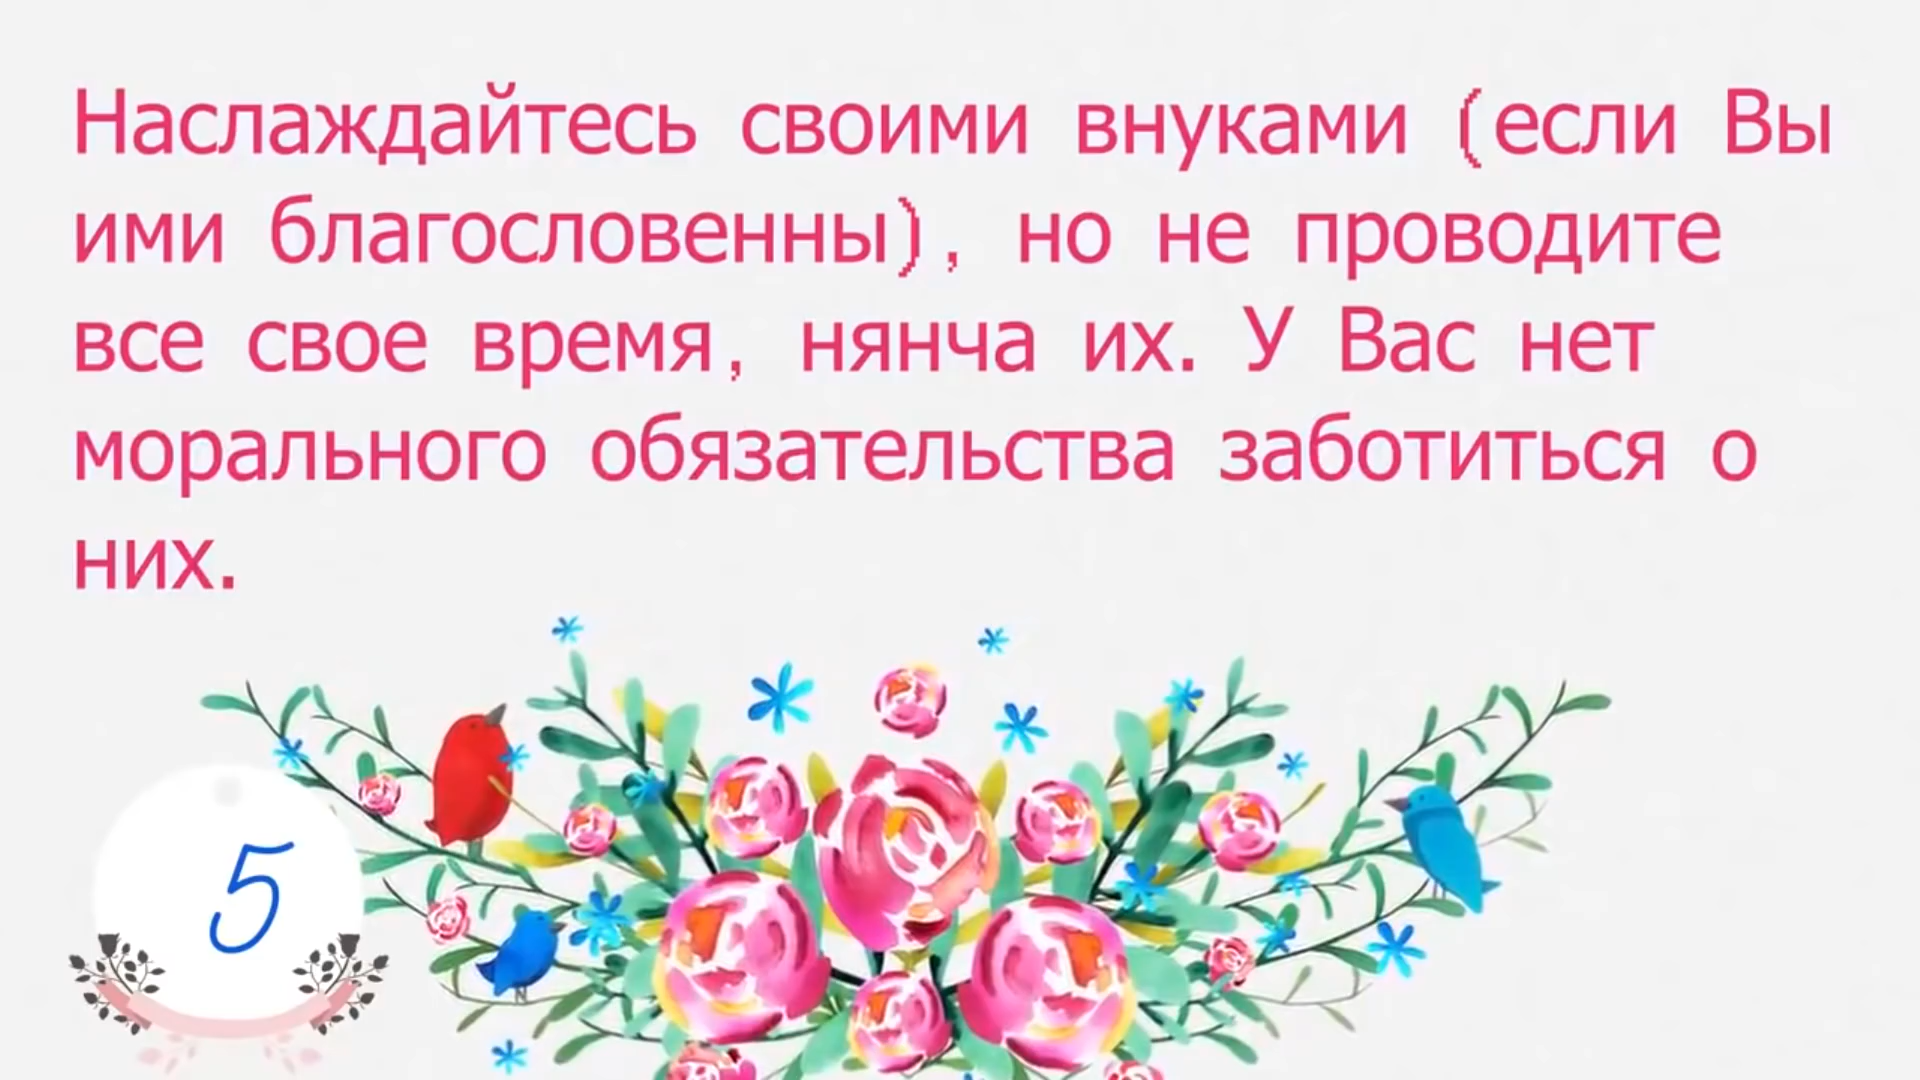 Наслаждайтесь своими внуками (если Вы
ими благословенны), но не проводите
все свое время, нянча их. У Вас нет
морального обязательства заботиться о
них.
5